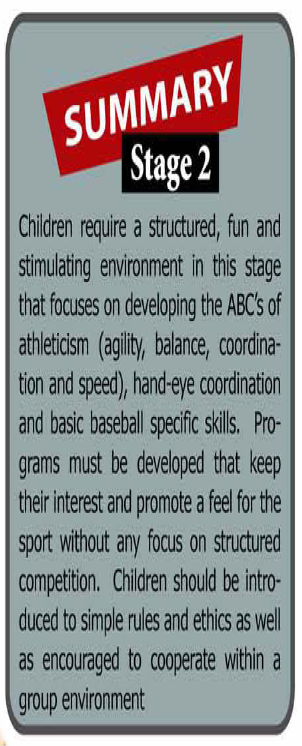 SUMMARY
Stage 2
Children require a structured, fun and
stimulating environment in this stage
that focuses on developing the ABC's of
athleticism (agility, balance, coordina-
tion and speed), hand-eye coordination
and basic baseball specific skills.  Pro-
grams must be developed that keep
their interest and promote a feel for the
sport without any focus on structured
competition.  Children should be intro-
duced to simple rules and ethics as well
as encouraged to cooperate within a
group environment